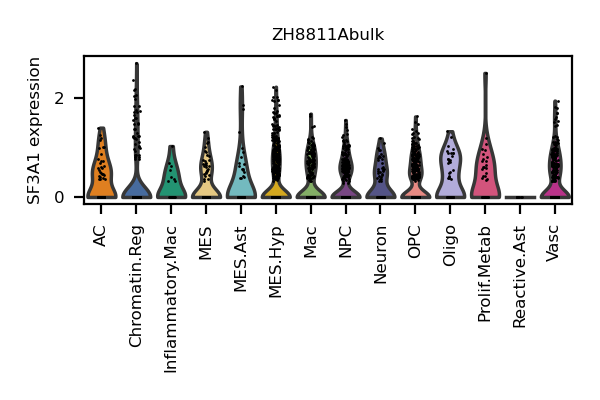 ZH8811Abulk
SF3A1 expression
2
0
AC
Chromatin.Reg
Inflammatory.Mac
MES
MES.Ast
MES.Hyp
Mac
NPC
Neuron
OPC
Oligo
Prolif.Metab
Reactive.Ast
Vasc